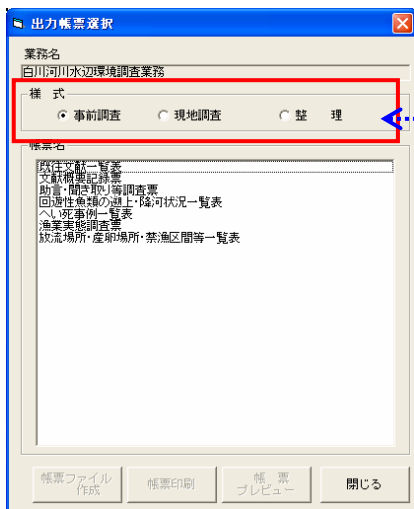 出力帳票選択
業務名
白川河川水辺環境調査業務
様　式
事前調査　現地調査　整　理
帳票名
既往文献一覧表
文献概要記録票
助言・聞き取り等調査票
回遊性魚類の遡上・降河状況一覧表
へい死事例一覧表
漁業実態調査票
放流場所・産卵場所・禁漁区間等一覧表
帳票ファイル
作成
帳票印刷
帳　票
プレビュー
閉じる